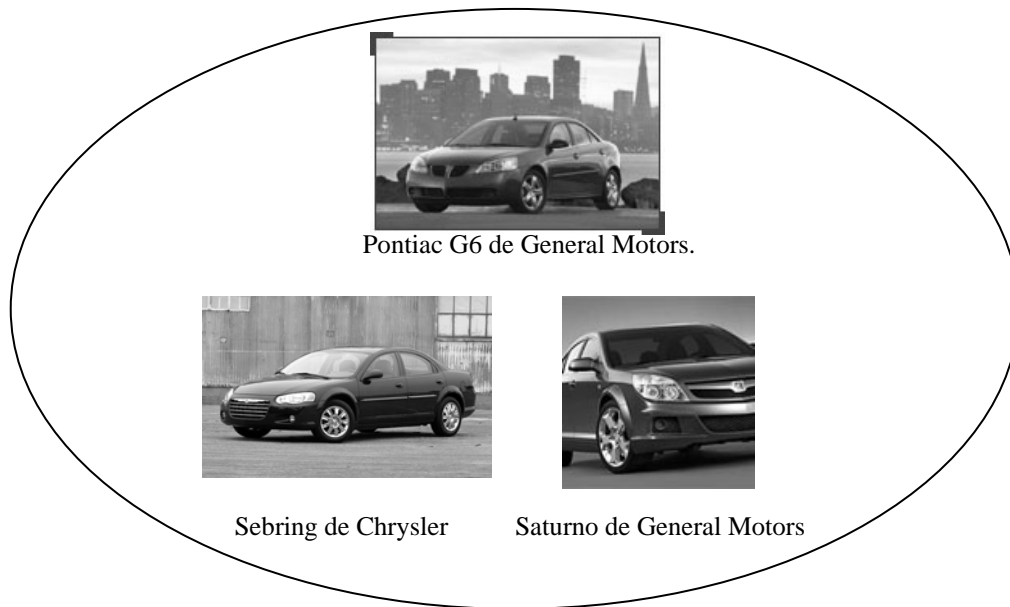 Pontiac G6 de General Motors.
Sebring de Chrysler
Saturno de General Motors